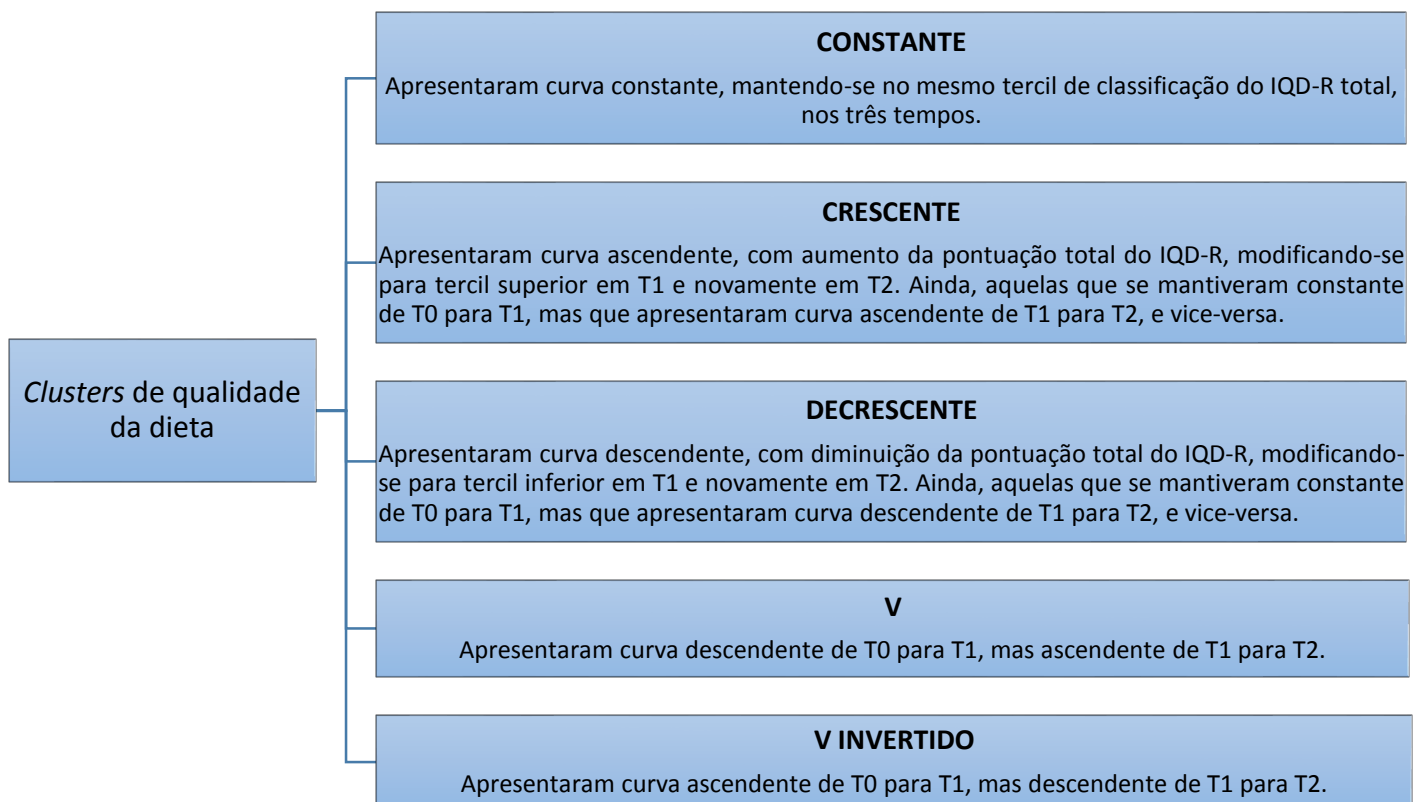 CONSTANTE
Apresentaram curva constante, mantendo-se no mesmo tercil de classificação do IQD-R total,
nos três tempos.
CRESCENTE
Apresentaram curva ascendente, com aumento da pontuação total do IQD-R, modificando-se
para tercil superior em T1 e novamente em T2. Ainda, aquelas que se mantiveram constante
de T0 para T1, mas que apresentaram curva ascendente de T1 para T2, e vice-versa.
Clusters de qualidade
da dieta
DECRESCENTE
Apresentaram curva descendente, com diminuição da pontuação total do IQD-R, modificando-
se para tercil inferior em T1 e novamente em T2. Ainda, aquelas que se mantiveram constante
de T0 para T1, mas que apresentaram curva descendente de T1 para T2, e vice-versa.
V
Apresentaram curva descendente de T0 para T1, mas ascendente de T1 para T2.
V INVERTIDO
Apresentaram curva ascendente de T0 para T1, mas descendente de T1 para T2.